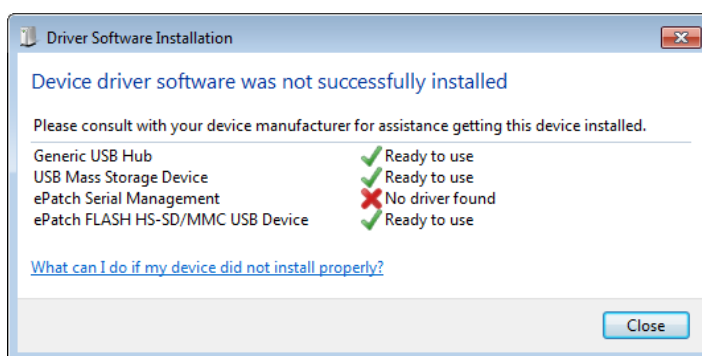 Driver Software Installation
Device driver software was not successfully installed
Please consult with your device manufacturer for assistance getting this device installed.
Generic USB Hub Ready to use
USB Mass Storage Device Ready to use
ePatch Serial Management No driver found
ePatch FLASH HS-SD/MMC USB Device Ready to use
What can I do if my device did not install properly?
Close